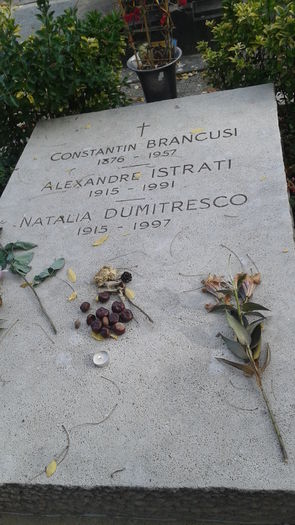 CONSTANTIN BRANCUSI
1876 - 1957
ALEXANDRE ISTRATI
1915 - 1991
NATALIA DUMITRESCO
1915 - 1997